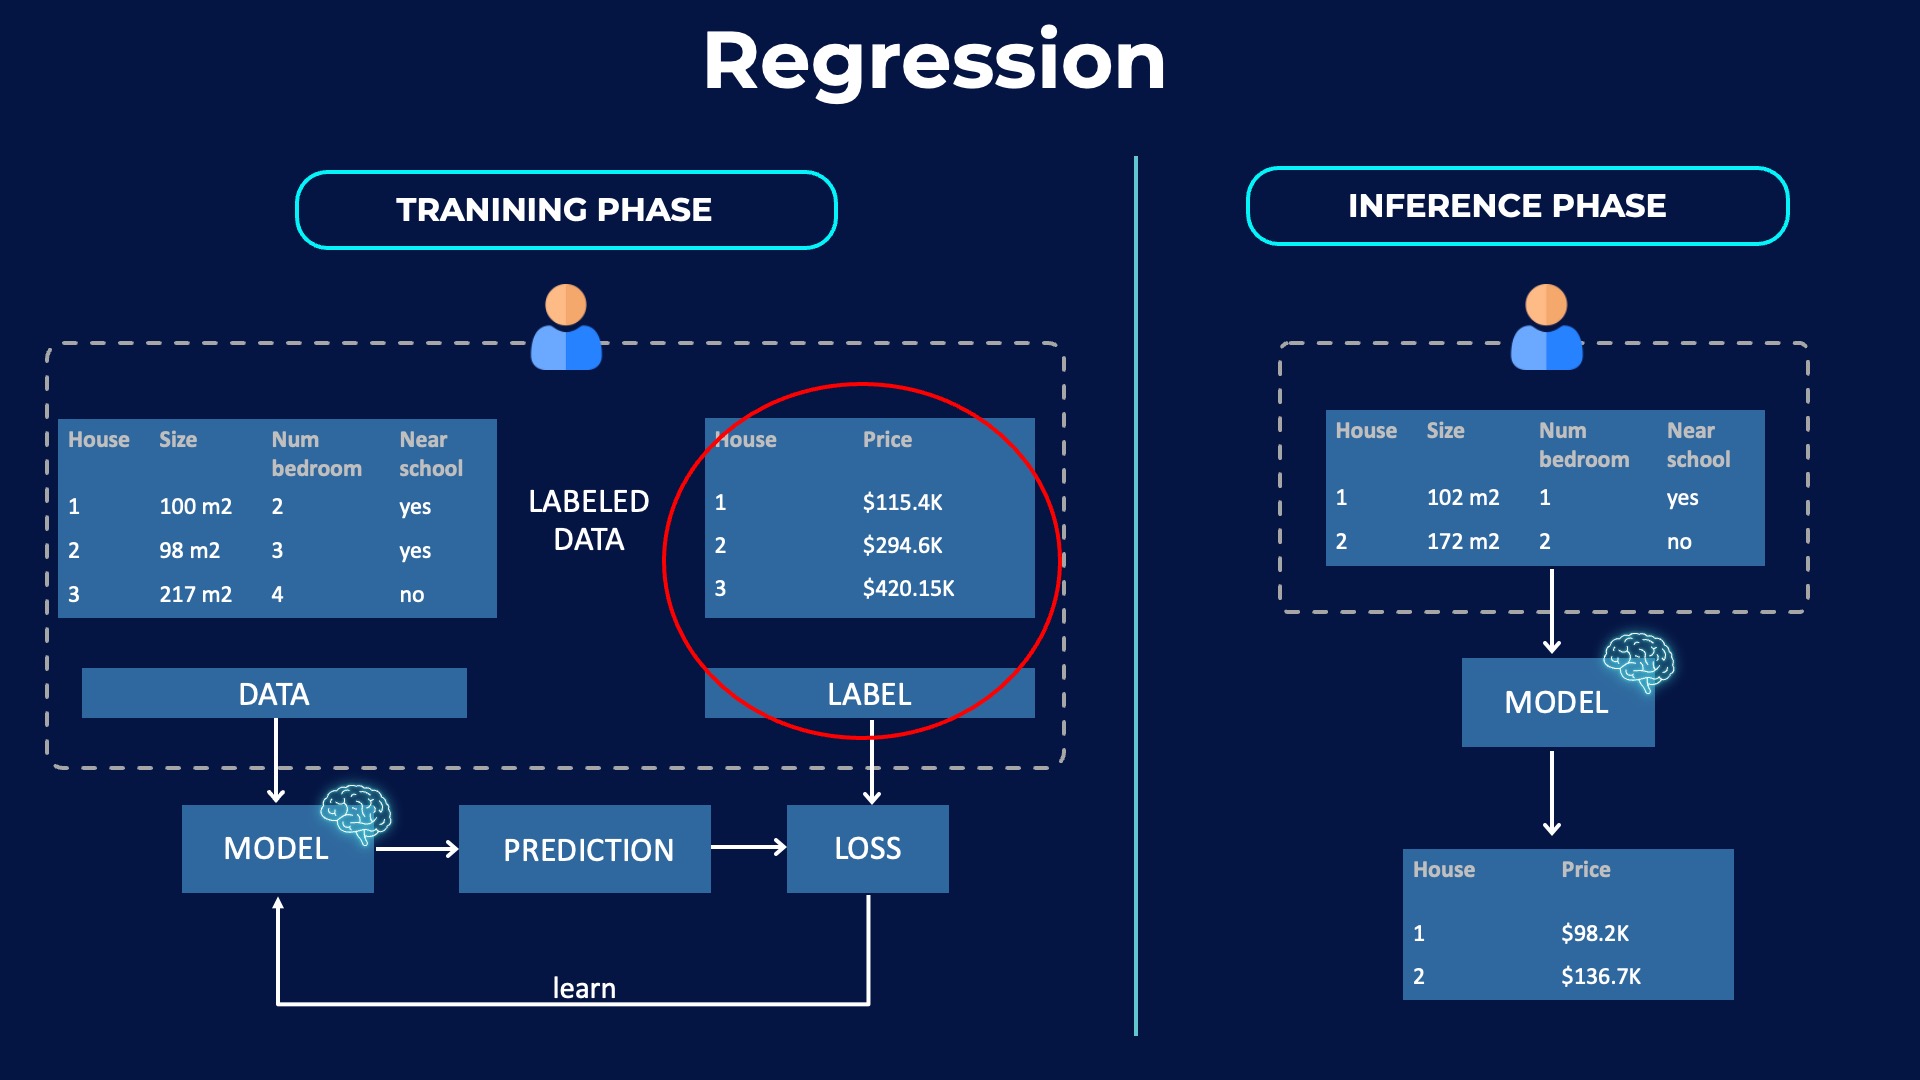 Regression
TRANINING PHASE
House Size Num bedroom Near school
1 100 m2 2 yes
2 98 m2 3 yes
3 217 m2 4 no
LABELED
DATA
House Price
1 $115.4K
2 $294.6K
3 $420.15K
DATA
LABEL
MODEL
PREDICTION
LOSS
learn
INFERENCE PHASE
House Size Num bedroom Near school
1 102 m2 1 yes
2 172 m2 2 no
MODEL
House Price
1 $98.2K
2 $136.7K